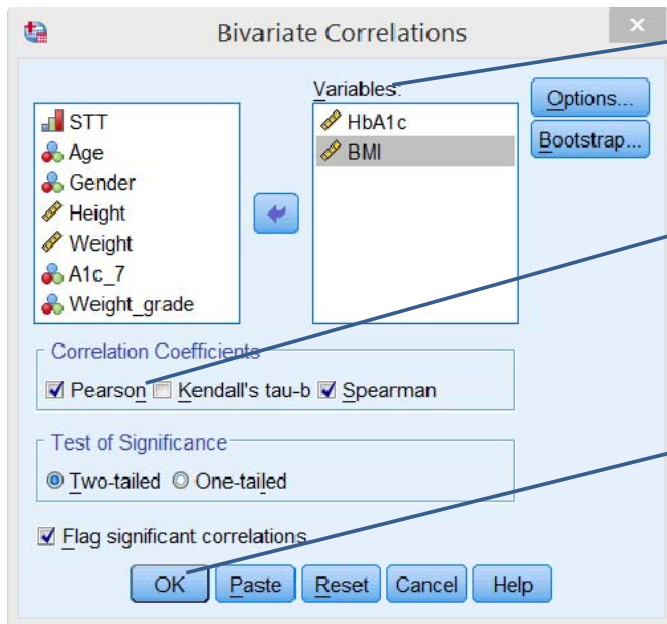 Bivariate Correlations
x
Variables:
STT
Age
Gender
Height
Weight
A1c_7
Weight_grade
HbA1c
BMI
Options...
Bootstrap...
Correlation Coefficients
Pearson Kendall's tau-b Spearman
Test of Significance
Two-tailed One-tailed
Flag significant correlations
OK Paste Reset Cancel Help